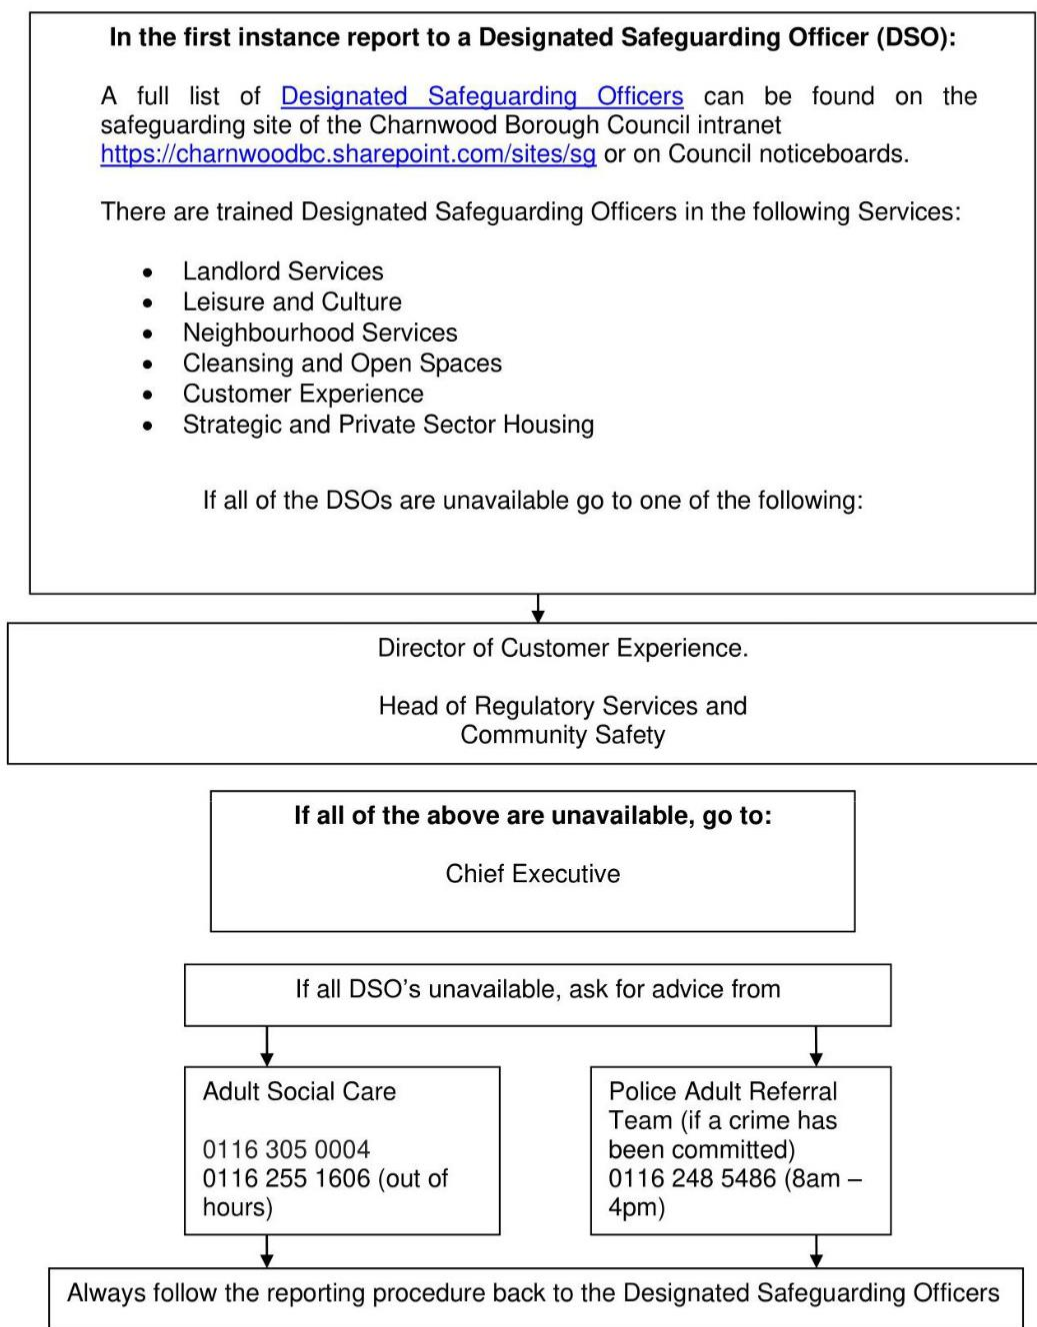 In the first instance report to a Designated Safeguarding Officer (DSO):
A full list of Designated Safeguarding Officers can be found on the
safeguarding site of the Charnwood Borough Council intranet
https://charnwoodbc.sharepoint.com/sites/sg or on Council noticeboards.
There are trained Designated Safeguarding Officers in the following Services:
• Landlord Services
• Leisure and Culture
• Neighbourhood Services
• Cleansing and Open Spaces
• Customer Experience
• Strategic and Private Sector Housing
If all of the DSOs are unavailable go to one of the following:
Director of Customer Experience.
Head of Regulatory Services and
Community Safety
If all of the above are unavailable, go to:
Chief Executive
If all DSO’s unavailable, ask for advice from
Adult Social Care
0116 305 0004
0116 255 1606 (out of
hours)
Police Adult Referral
Team (if a crime has
been committed)
0116 248 5486 (8am –
4pm)
Always follow the reporting procedure back to the Designated Safeguarding Officers